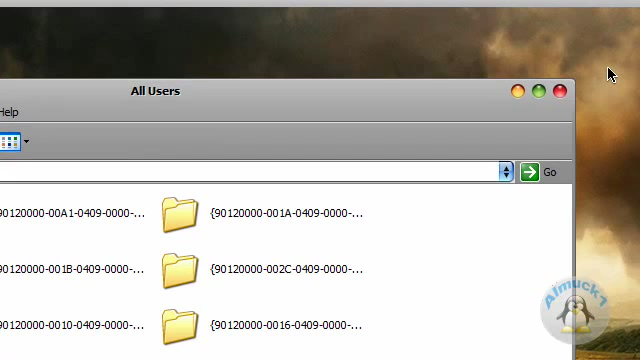 All Users
Help
Go
90120000-00A1-0409-0000-...
{90120000-001A-0409-0000-...
90120000-001B-0409-0000-...
{90120000-002C-0409-0000-...
90120000-0010-0409-0000-...
{90120000-0016-0409-0000-...
Almuck1